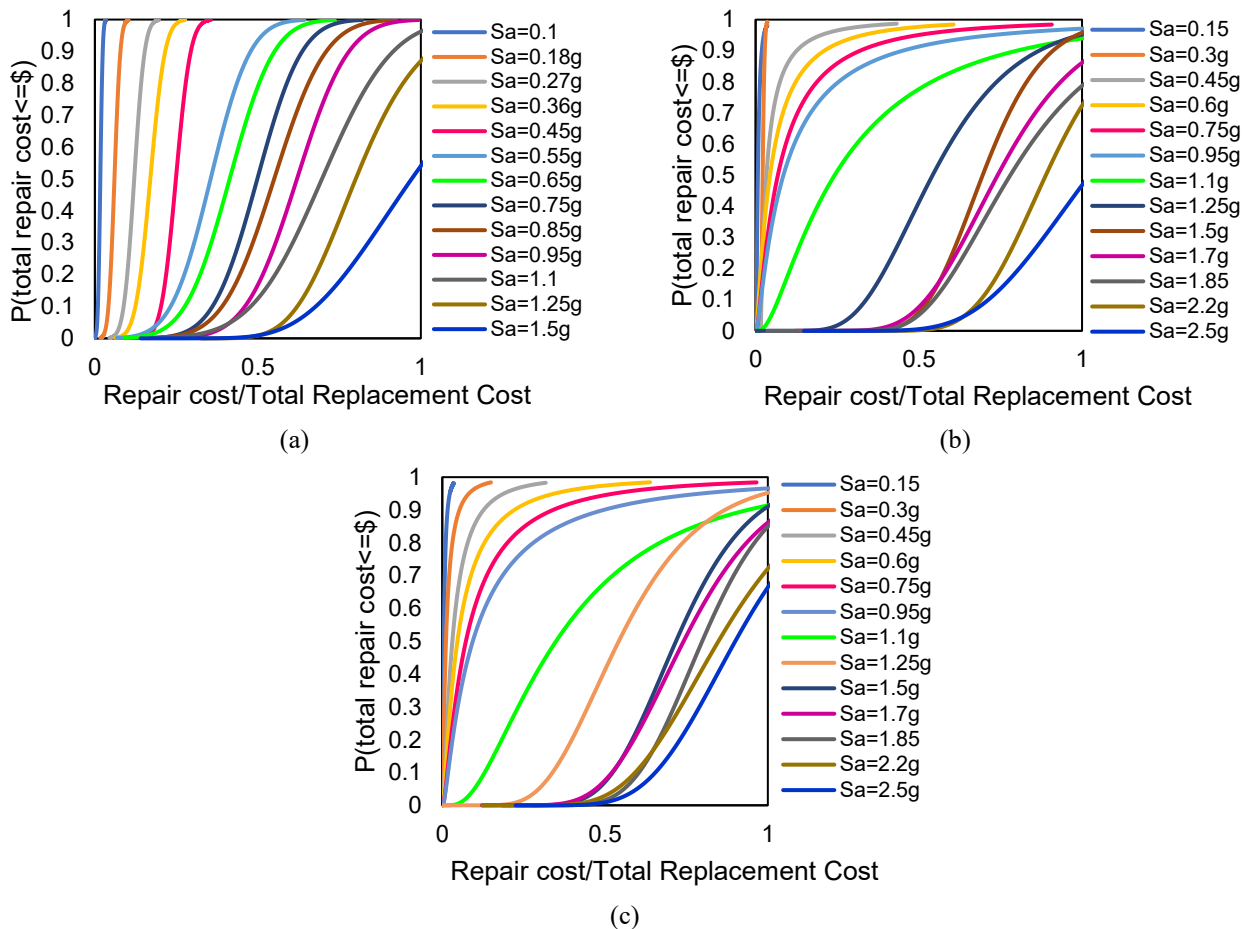 P(total repair cost<=$)
1
0.9
0.8
0.7
0.6
0.5
0.4
0.3
0.2
0.1
0
0 0.5 1
Repair cost/Total Replacement Cost
Sa=0.1
Sa=0.18g
Sa=0.27g
Sa=0.36g
Sa=0.45g
Sa=0.55g
Sa=0.65g
Sa=0.75g
Sa=0.85g
Sa=0.95g
Sa=1.1
Sa=1.25g
Sa=1.5g
(a)
P(total repair cost<=$)
1
0.9
0.8
0.7
0.6
0.5
0.4
0.3
0.2
0.1
0
0 0.5 1
Repair cost/Total Replacement Cost
Sa=0.15
Sa=0.3g
Sa=0.45g
Sa=0.6g
Sa=0.75g
Sa=0.95g
Sa=1.1g
Sa=1.25g
Sa=1.5g
Sa=1.7g
Sa=1.85
Sa=2.2g
Sa=2.5g
(b)
P(total repair cost<=$)
1
0.9
0.8
0.7
0.6
0.5
0.4
0.3
0.2
0.1
0
0 0.5 1
Repair cost/Total Replacement Cost
Sa=0.15
Sa=0.3g
Sa=0.45g
Sa=0.6g
Sa=0.75g
Sa=0.95g
Sa=1.1g
Sa=1.25g
Sa=1.5g
Sa=1.7g
Sa=1.85
Sa=2.2g
Sa=2.5g
(c)